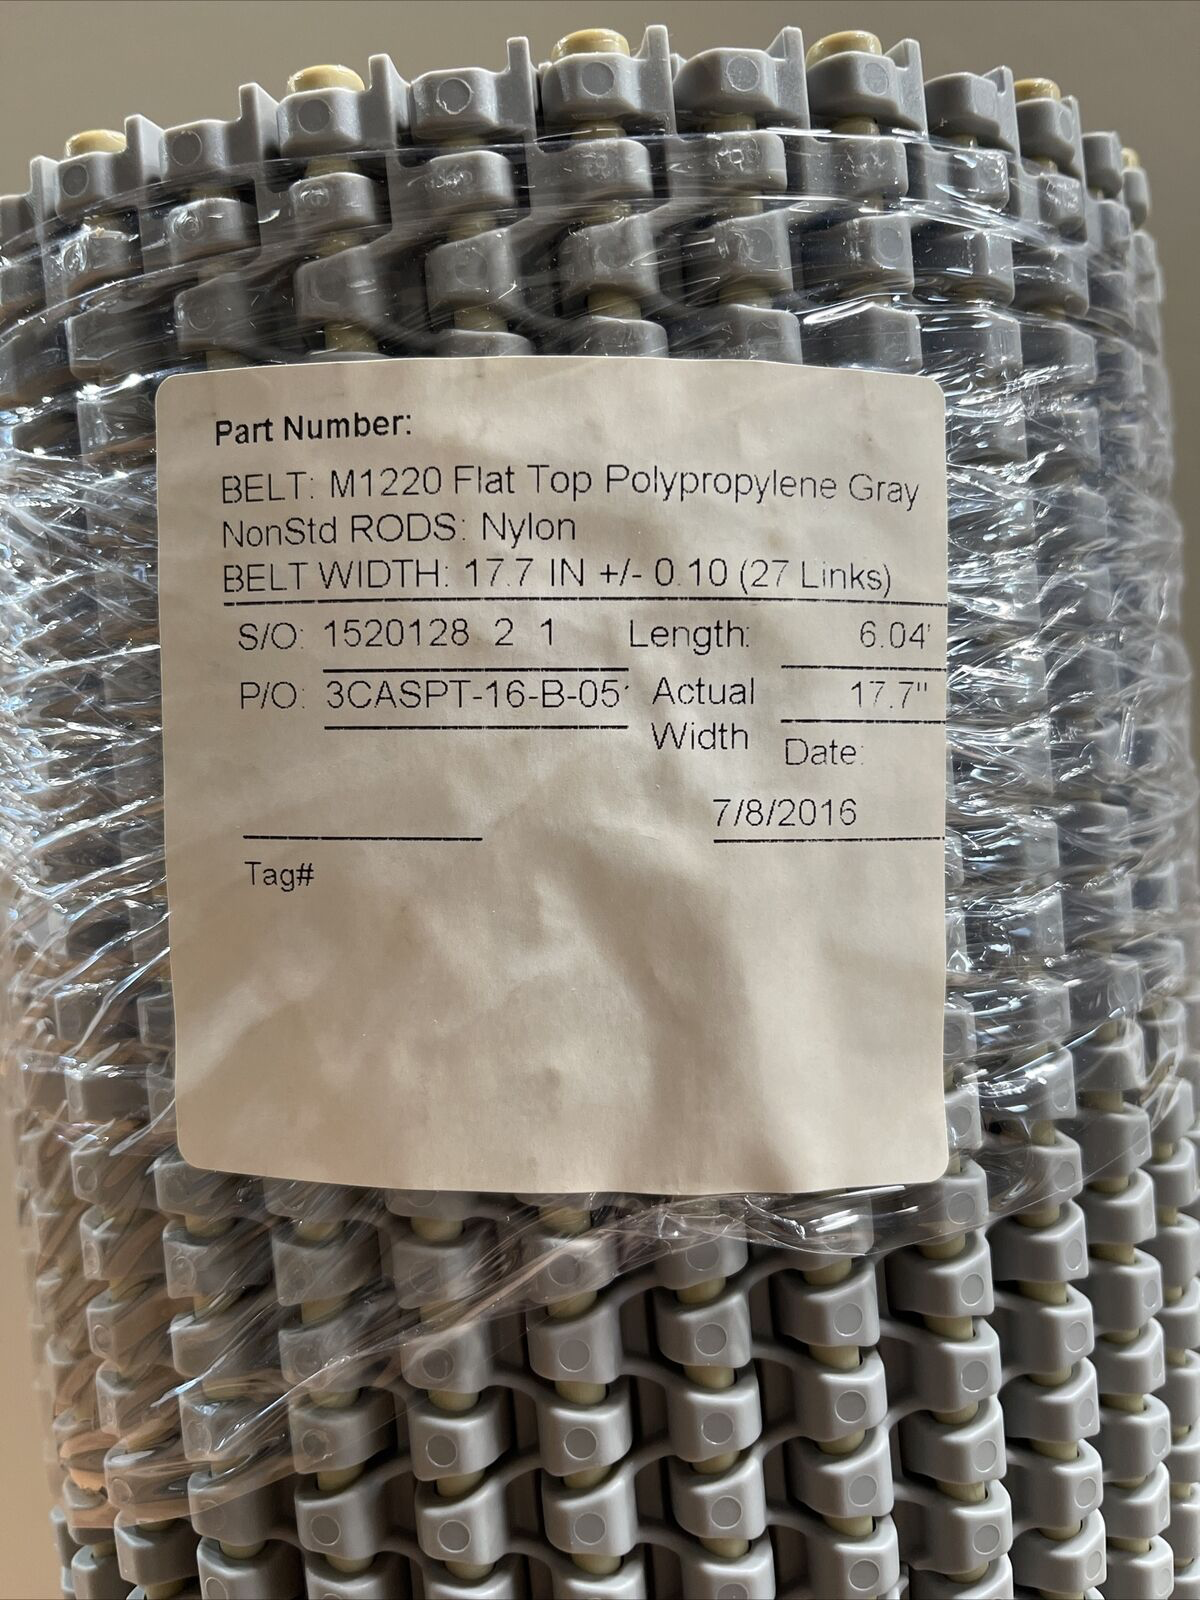 Part Number:
BELT: M1220 Flat Top Polypropylene Gray
NonStd RODS: Nylon
BELT WIDTH: 17.7 IN +/- 0.10 (27 Links)
S/O: 1520128 2 1 Length: 6.04'
P/O: 3CASPT-16-B-05 Actual 17.7"
Width Date:
7/8/2016
Tag#